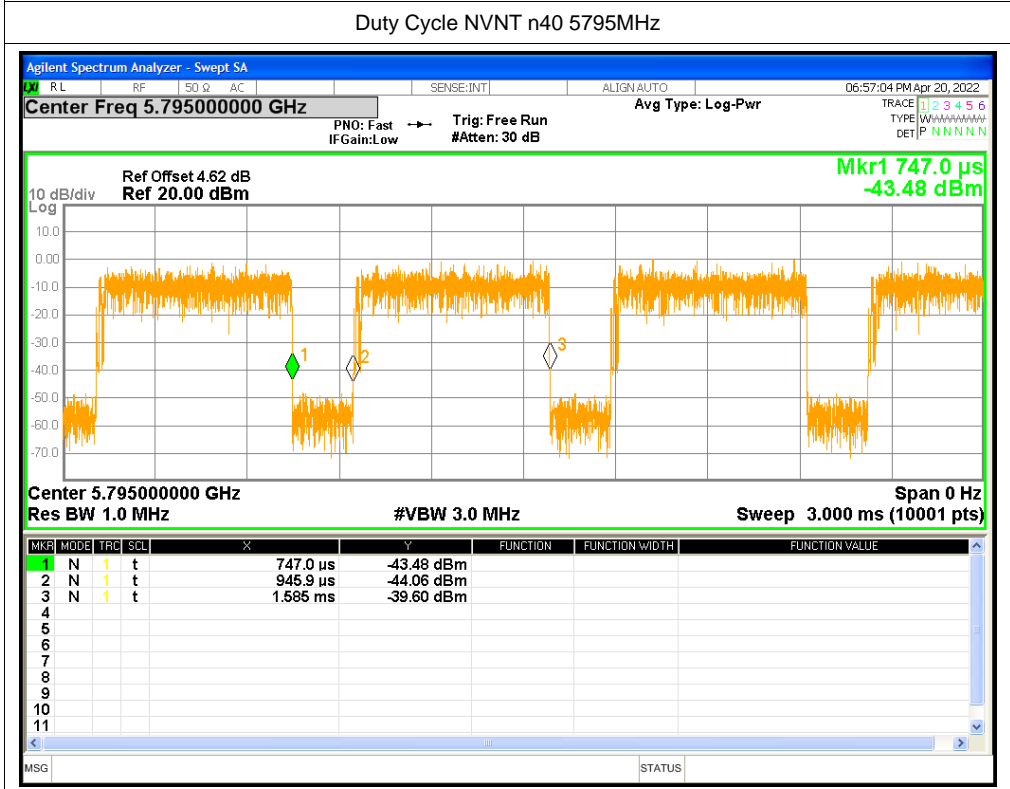 Duty Cycle NVNT n40 5795MHz
Agilent Spectrum Analyzer - Swept SA
LXI RL RF 50 Ω AC SENSE:INT ALIGN AUTO 06:57:04 PM Apr 20, 2022
Center Freq 5.795000000 GHz Avg Type: Log-Pwr TRACE 1 2 3 4 5 6
PNO: Fast Trig: Free Run TYPE W
IFGain:Low #Atten: 30 dB DET P N N N N N
Mkr1 747.0 µs
Ref Offset 4.62 dB
10 dB/div Ref 20.00 dBm -43.48 dBm
Log
10.0
0.00
-10.0
-20.0
-30.0
-40.0
-50.0
-60.0
-70.0
1
2
3
Center 5.795000000 GHz Span 0 Hz
Res BW 1.0 MHz #VBW 3.0 MHz Sweep 3.000 ms (10001 pts)
MKR MODE TRC SCL X Y FUNCTION FUNCTION WIDTH FUNCTION VALUE
1 N 1 t 747.0 µs -43.48 dBm
2 N 1 t 945.9 µs -44.06 dBm
3 N 1 t 1.585 ms -39.60 dBm
4
5
6
7
8
9
10
11
MSG STATUS